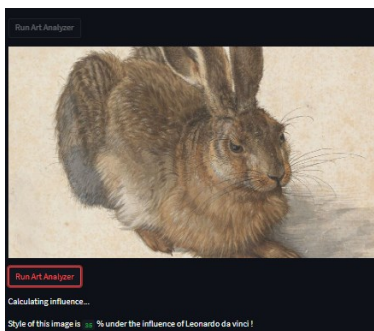 Run Art Analyzer
Run Art Analyzer
Calculating influence...
Style of this image is 36 % under the influence of Leonardo da vinci !